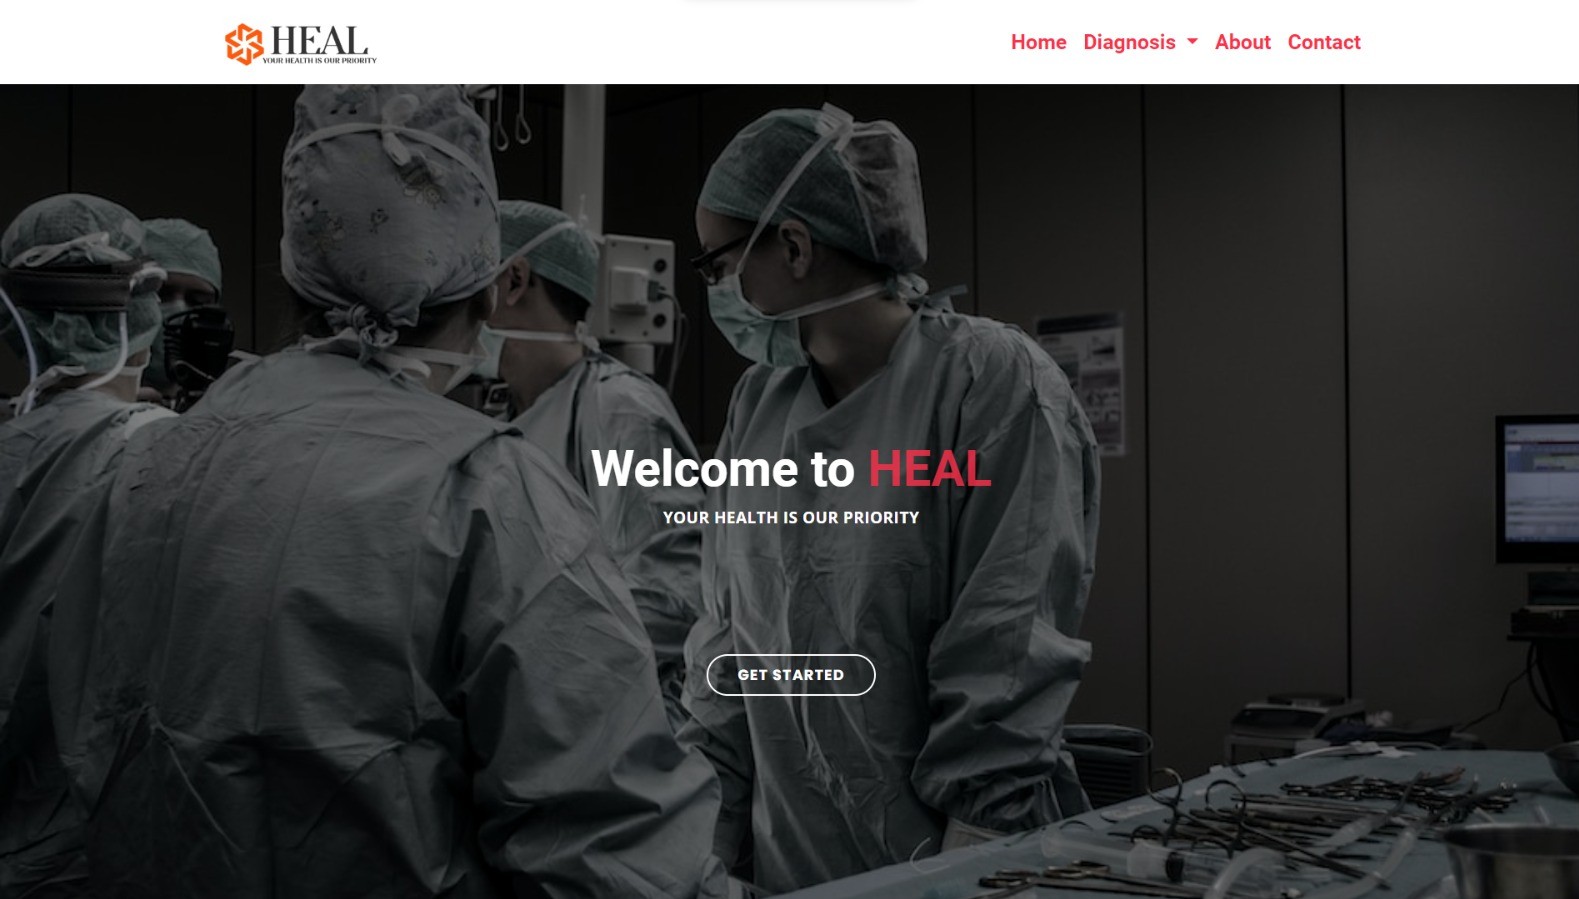 HEAL
YOUR HEALTH IS OUR PRIORITY
Home Diagnosis About Contact
Welcome to HEAL
YOUR HEALTH IS OUR PRIORITY
GET STARTED